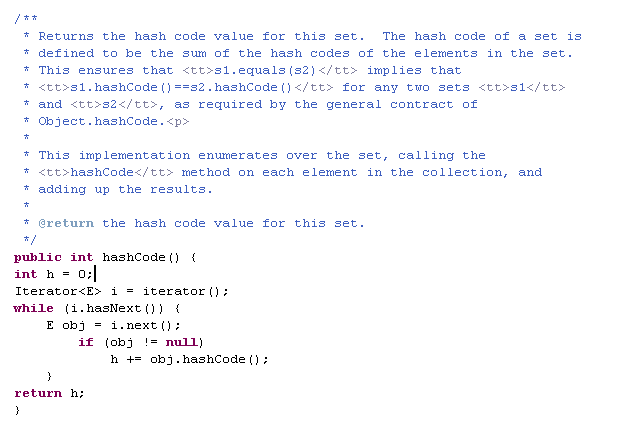 /**
 * Returns the hash code value for this set.  The hash code of a set is
 * defined to be the sum of the hash codes of the elements in the set.
 * This ensures that <tt>s1.equals(s2)</tt> implies that
 * <tt>s1.hashCode()==s2.hashCode()</tt> for any two sets <tt>s1</tt>
 * and <tt>s2</tt>, as required by the general contract of
 * Object.hashCode.<p>
 *
 * This implementation enumerates over the set, calling the
 * <tt>hashCode</tt> method on each element in the collection, and
 * adding up the results.
 *
 * @return the hash code value for this set.
 */
public int hashCode() {
int h = 0;
Iterator<E> i = iterator();
while (i.hasNext()) {
    E obj = i.next();
        if (obj != null)
            h += obj.hashCode();
    }
return h;
}